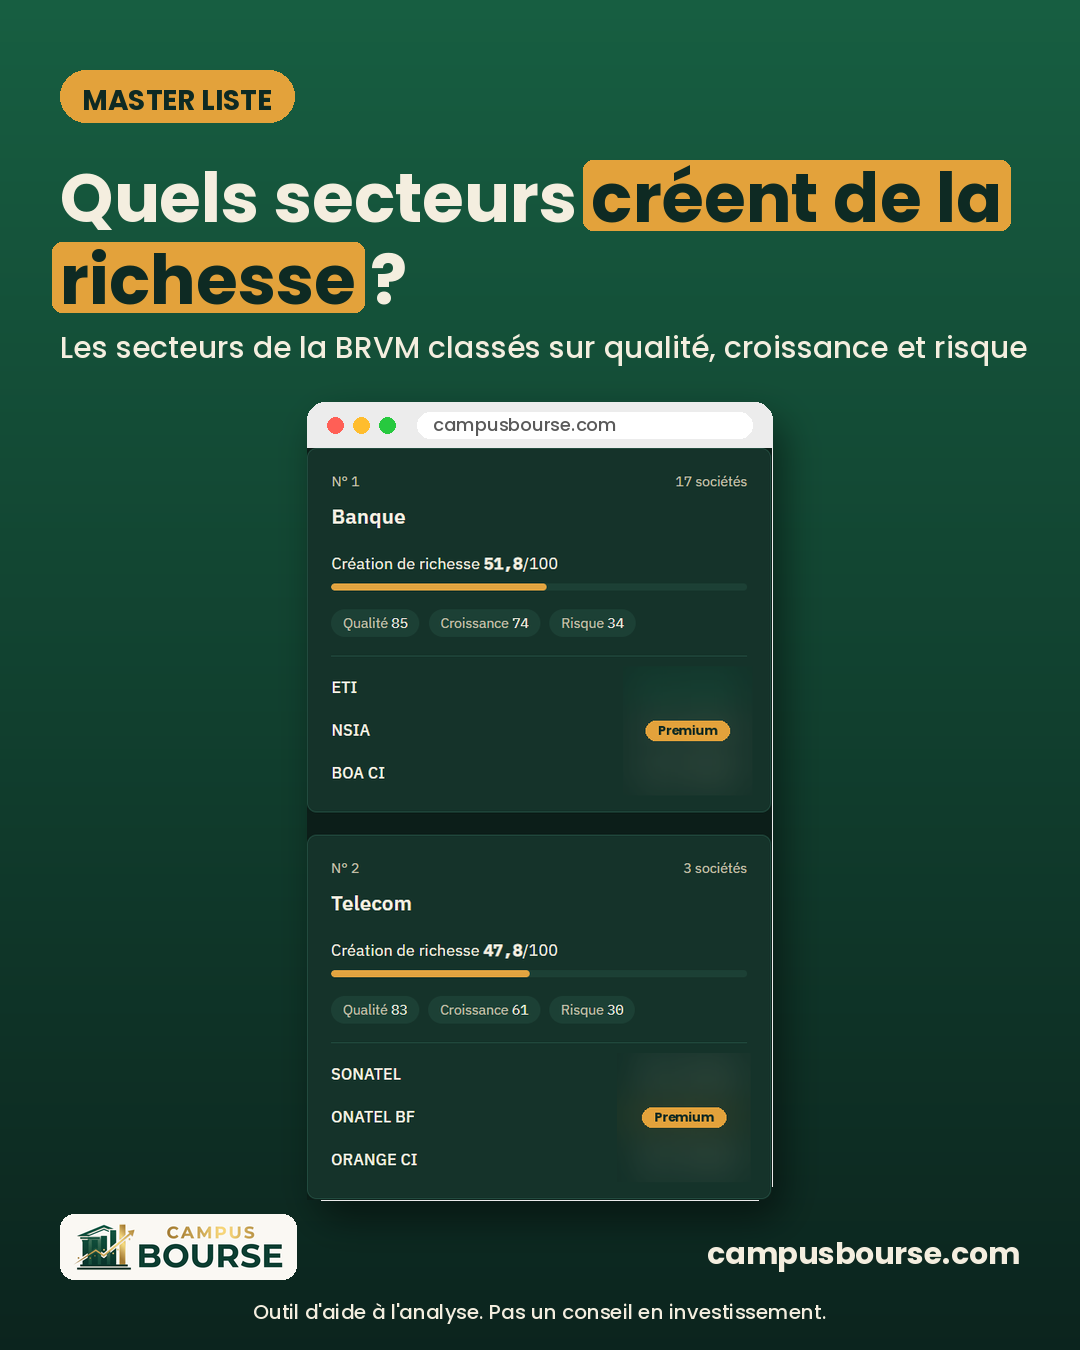 MASTER LISTE
Quels secteurs créent de la
richesse ?
Les secteurs de la BRVM classés sur qualité, croissance et risque
campusbourse.com
N° 1 17 sociétés
Banque
Création de richesse 51,8/100
Qualité 85 Croissance 74 Risque 34
ETI
NSIA Premium
BOA CI
N° 2 3 sociétés
Telecom
Création de richesse 47,8/100
Qualité 83 Croissance 61 Risque 30
SONATEL
ONATEL BF Premium
ORANGE CI
CAMPUS
BOURSE
campusbourse.com
Outil d'aide à l'analyse. Pas un conseil en investissement.